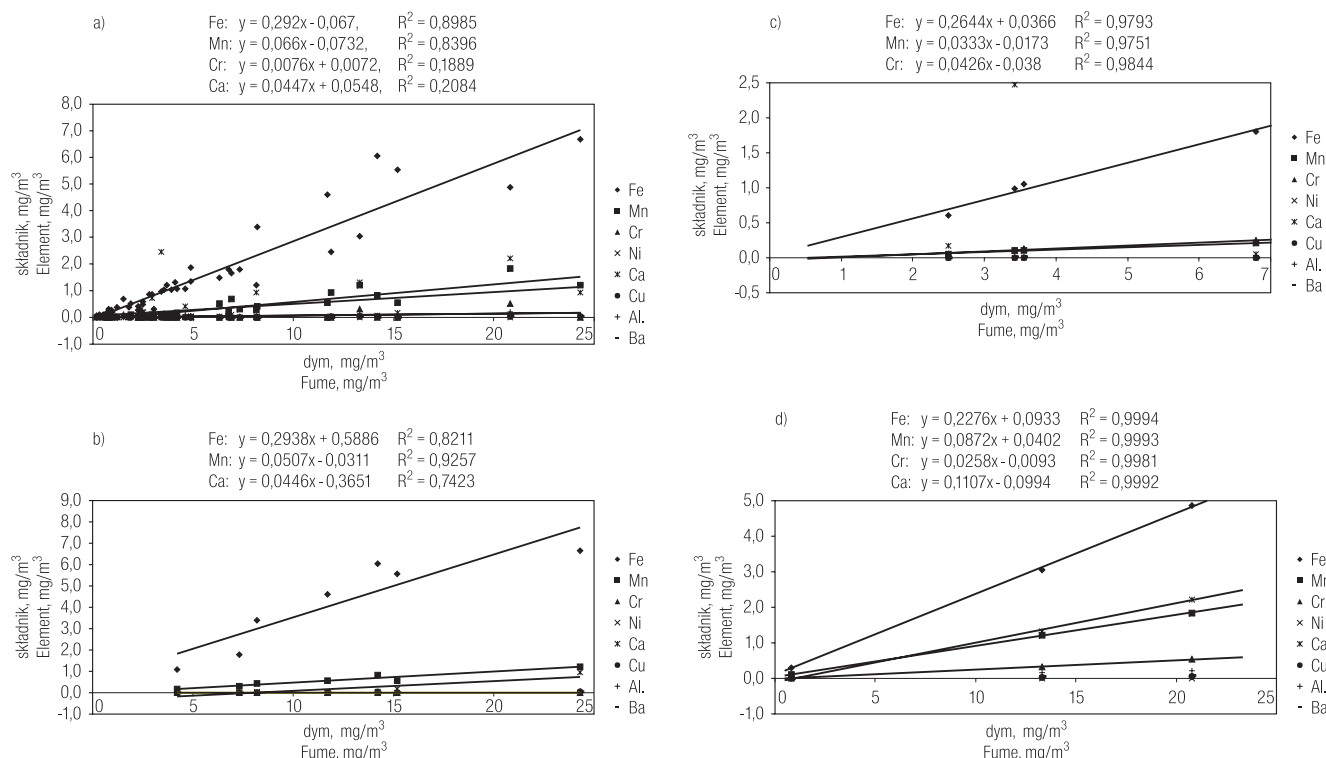 a)
Fe: y = 0,292x - 0,067, R² = 0,8985
Mn: y = 0,066x - 0,0732, R² = 0,8396
Cr: y = 0,0076x + 0,0072, R² = 0,1889
Ca: y = 0,0447x + 0,0548, R² = 0,2084
8,0
7,0
6,0
5,0
4,0
3,0
2,0
1,0
0,0
-1,0
0 5 10 15 20 25
składnik, mg/m³
Element, mg/m³
dym, mg/m³
Fume, mg/m³
Fe
Mn
Cr
Ni
Ca
Cu
Al.
Ba
c)
Fe: y = 0,2644x + 0,0366 R² = 0,9793
Mn: y = 0,0333x - 0,0173 R² = 0,9751
Cr: y = 0,0426x - 0,038 R² = 0,9844
2,5
2,0
1,5
1,0
0,5
0,0
-0,5
0 1 2 3 4 5 6 7
składnik, mg/m³
Element, mg/m³
dym, mg/m³
Fume, mg/m³
Fe
Mn
Cr
Ni
Ca
Cu
Al.
Ba
b)
Fe: y = 0,2938x + 0,5886 R² = 0,8211
Mn: y = 0,0507x - 0,0311 R² = 0,9257
Ca: y = 0,0446x - 0,3651 R² = 0,7423
9,0
8,0
7,0
6,0
5,0
4,0
3,0
2,0
1,0
0,0
-1,0
0 5 10 15 20 25
składnik, mg/m³
Element, mg/m³
dym, mg/m³
Fume, mg/m³
Fe
Mn
Cr
Ni
Ca
Cu
Al.
Ba
d)
Fe: y = 0,2276x + 0,0933 R² = 0,9994
Mn: y = 0,0872x + 0,0402 R² = 0,9993
Cr: y = 0,0258x - 0,0093 R² = 0,9981
Ca: y = 0,1107x - 0,0994 R² = 0,9992
5,0
4,0
3,0
2,0
1,0
0,0
-1,0
0 5 10 15 20 25
składnik, mg/m³
Element, mg/m³
dym, mg/m³
Fume, mg/m³
Fe
Mn
Cr
Ni
Ca
Cu
Al.
Ba